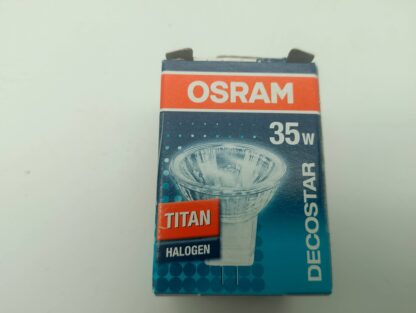 OSRAM
35W
DECOSTAR
TITAN
HALOGEN